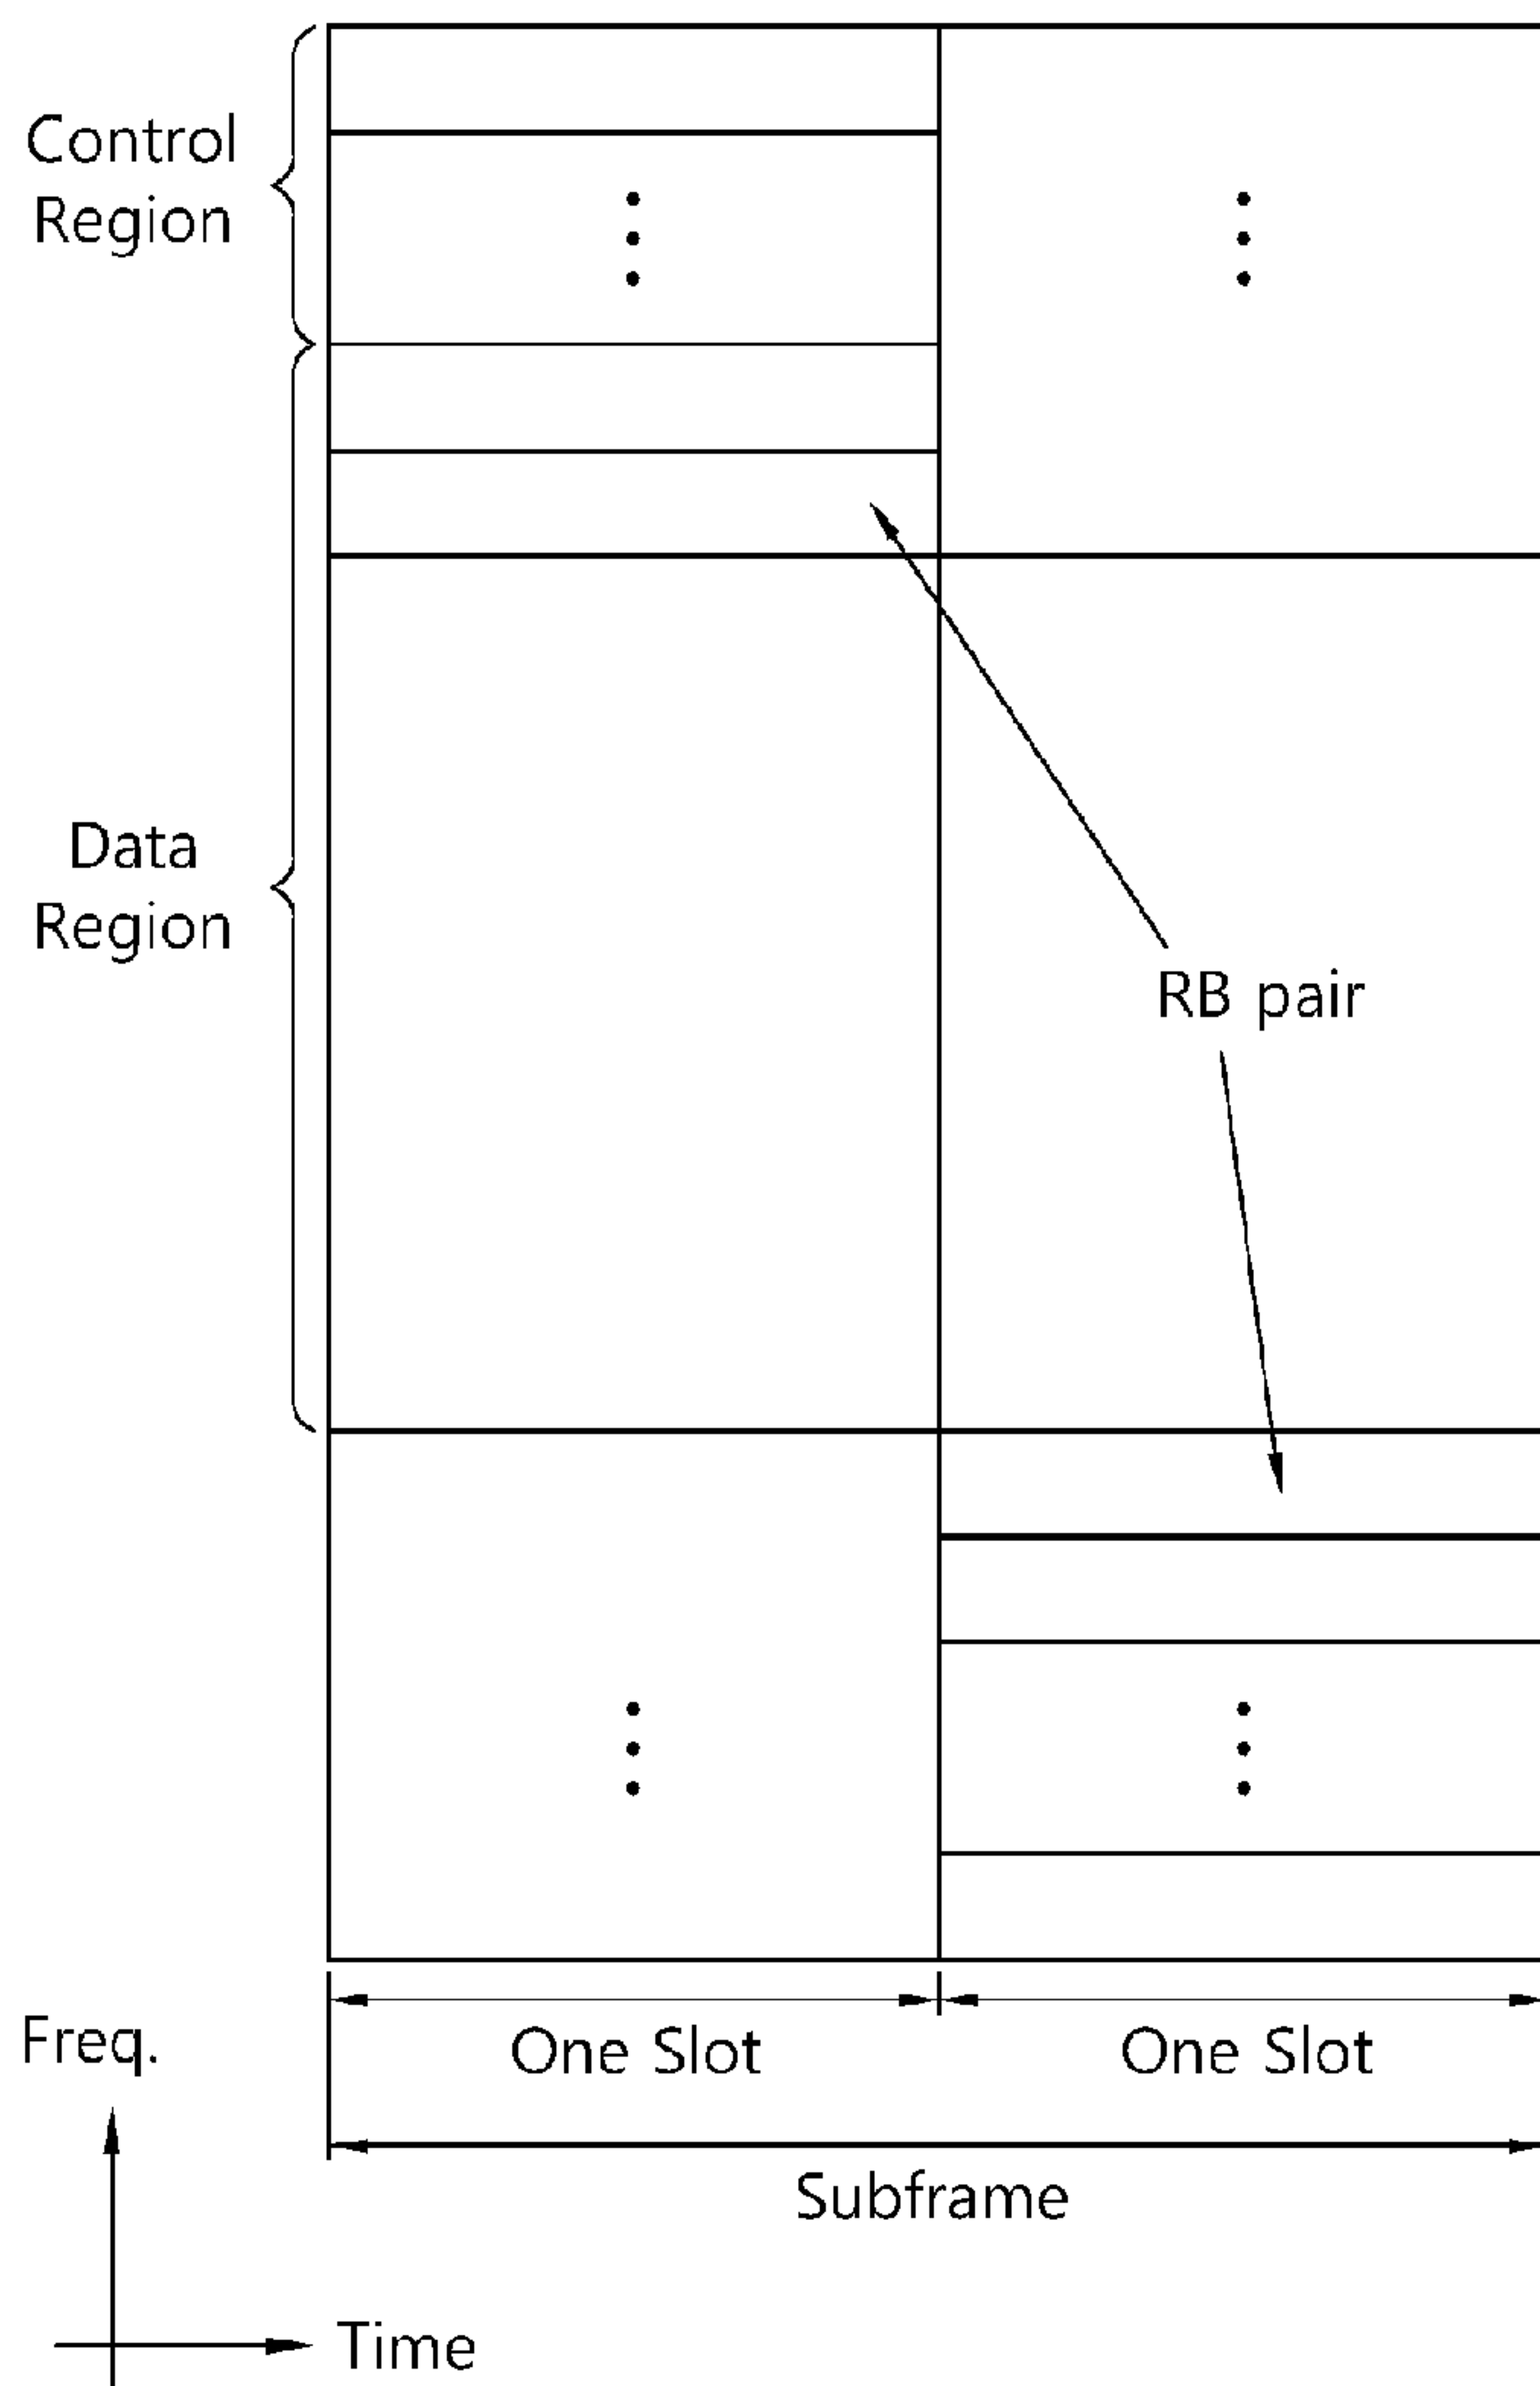 Control
Region
Data
Region
RB pair
One Slot
One Slot
Freq.
Subframe
Time